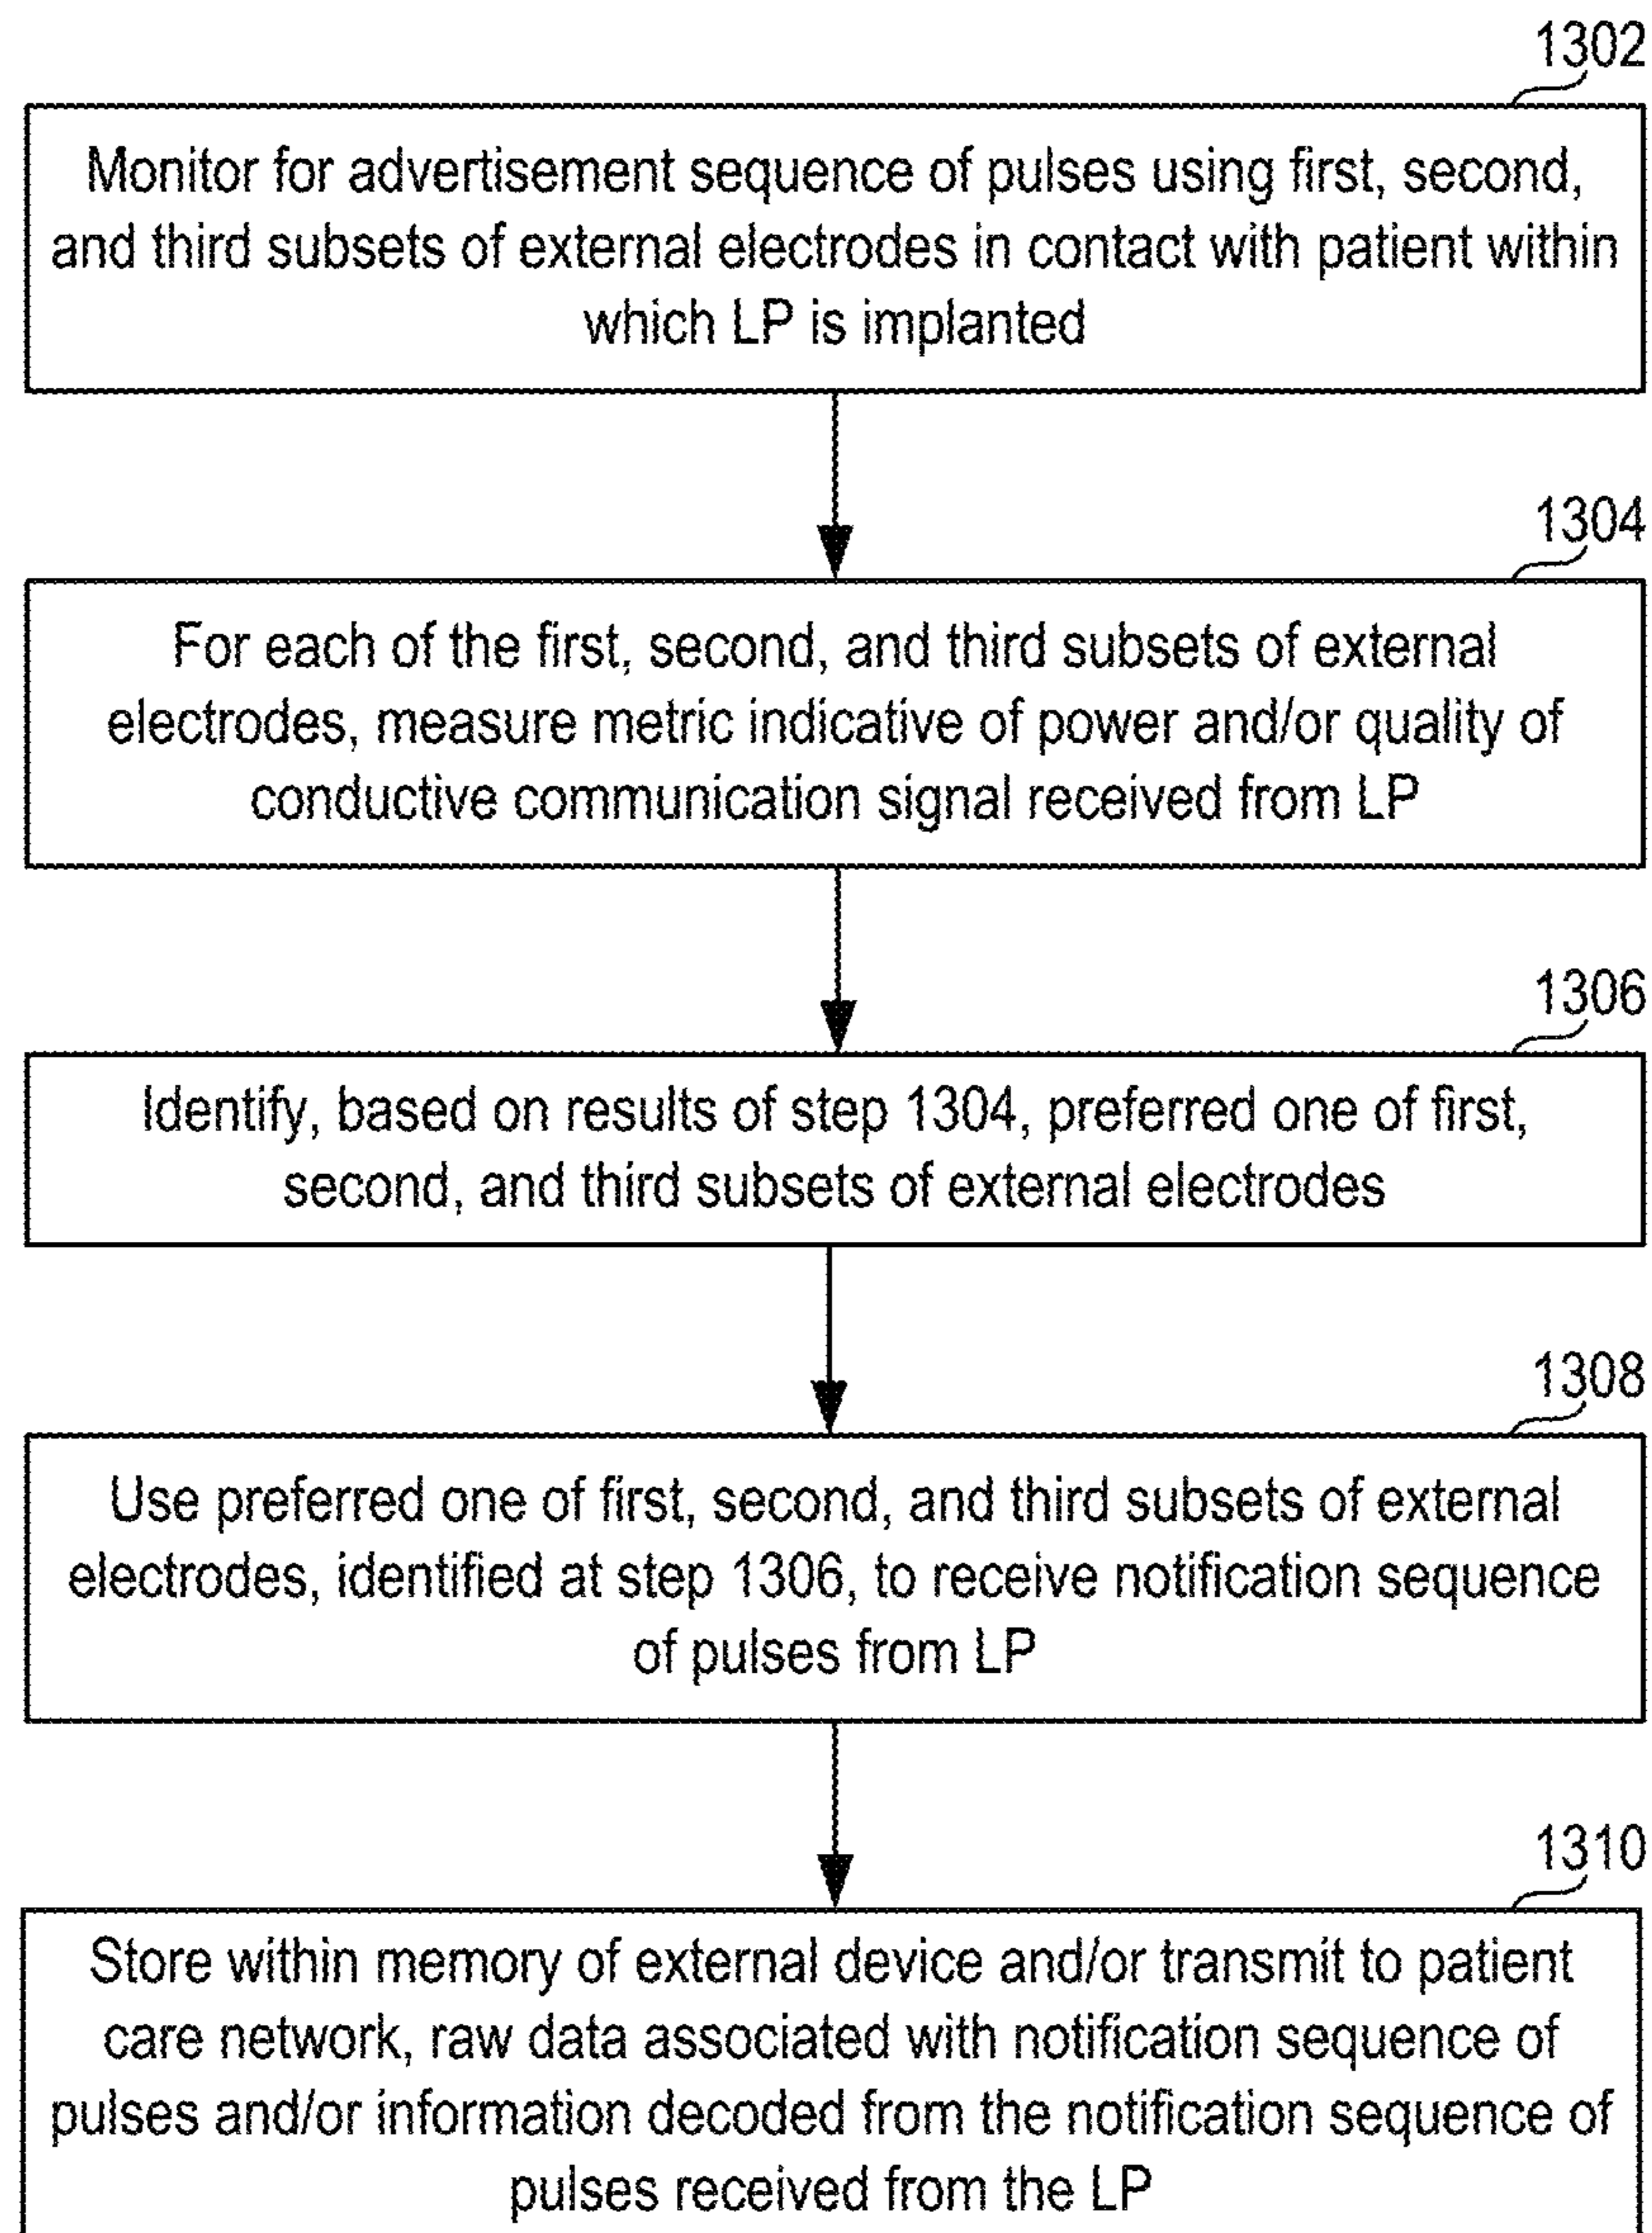 1302
Monitor for advertisement sequence of pulses using first, second,
and third subsets of external electrodes in contact with patient within
which LP is implanted
1304
For each of the first, second, and third subsets of external
electrodes, measure metric indicative of power and/or quality of
conductive communication signal received from LP
1306
Identify, based on results of step 1304, preferred one of first,
second, and third subsets of external electrodes
1308
Use preferred one of first, second, and third subsets of external
electrodes, identified at step 1306, to receive notification sequence
of pulses from LP
1310
Store within memory of external device and/or transmit to patient
care network, raw data associated with notification sequence of
pulses and/or information decoded from the notification sequence of
pulses received from the LP